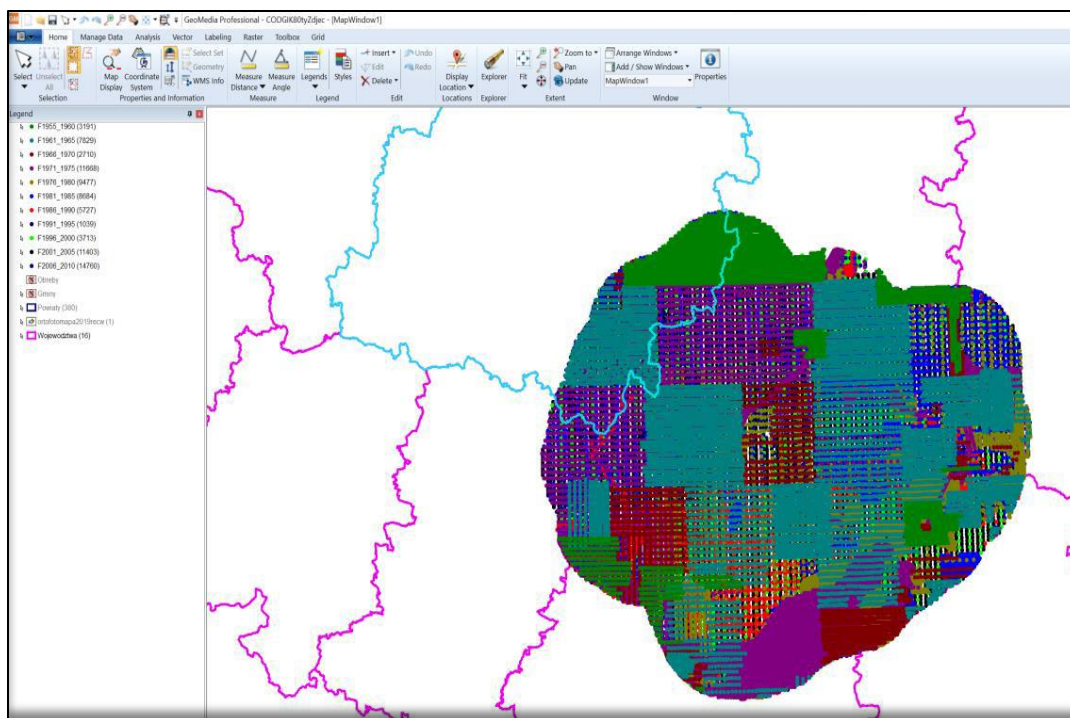 GeoMedia Professional - CODGIK80tyZdjec - [MapWindow1]
Home Manage Data Analysis Vector Labeling Raster Toolbox Grid
Select
Unselect All
Selection
Map Display
Coordinate System
Select Set
Geometry
WMS Info
Properties and Information
Measure Distance
Measure Angle
Measure
Legends
Styles
Legend
Insert
Edit
Delete
Undo
Redo
Edit
Display Location
Locations
Explorer
Explorer
Fit
Zoom to
Pan
Update
Extent
Arrange Windows
Add / Show Windows
MapWindow1
Properties
Window
Legend
F1955_1960 (3191)
F1961_1965 (7829)
F1966_1970 (2710)
F1971_1975 (11668)
F1976_1980 (9477)
F1981_1985 (8684)
F1986_1990 (5727)
F1991_1995 (1039)
F1996_2000 (3713)
F2001_2005 (11403)
F2006_2010 (14760)
Obreby
Gminy
Powiaty (380)
Wojewodztwa (16)